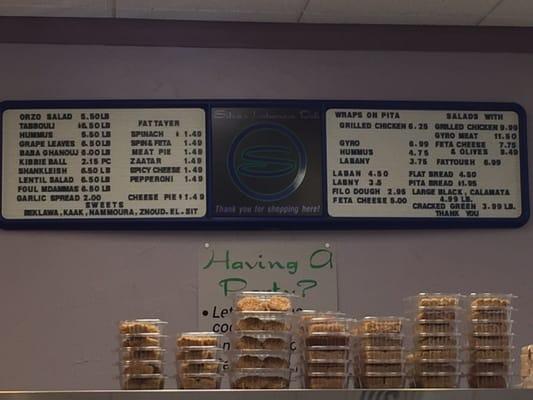 ORZO SALAD 5.50 LB
TABBOULI 6.50 LB
HUMMUS 5.50 LB
GRAPE LEAVES 6.00 LB
BABA GHANOUJ 6.00 LB
KIBBIE BALL 2.15 PC
SHANKLEISH 6.50 LB
LENTIL SALAD 6.50 LB
FOUL MDAMMAS 6.50 LB
GARLIC SPREAD 2.00
SWEETS
BEKLAWA, KAAK, NAMMOURA, ZNOUD. EL. SIT
FATTAYER
SPINACH 1.49
SPIN & FETA 1.49
MEAT PIE 1.49
ZAATAR 1.49
SPICY CHEESE 1.49
PEPPERONI 1.49
CHEESE PIE $1.49
Lebanese Deli
Thank you for shopping here!
WRAPS ON PITA
GRILLED CHICKEN 6.25
GYRO 6.99
HUMMUS 4.75
LABANY 3.75
LABAN 4.50
LABNY 3.5
FILO DOUGH 2.95
FETA CHEESE 5.00
SALADS WITH
GRILLED CHICKEN 9.99
GYRO MEAT 11.50
FETA CHEESE 7.75
& OLIVES 8.49
FATTOUSH 6.99
FLAT BREAD 4.50
PITA BREAD $1.95
LARGE BLACK, CALAMATA
4.99 LB.
CRACKED GREEN 3.99 LB.
THANK YOU
Having A
Party?
• Let